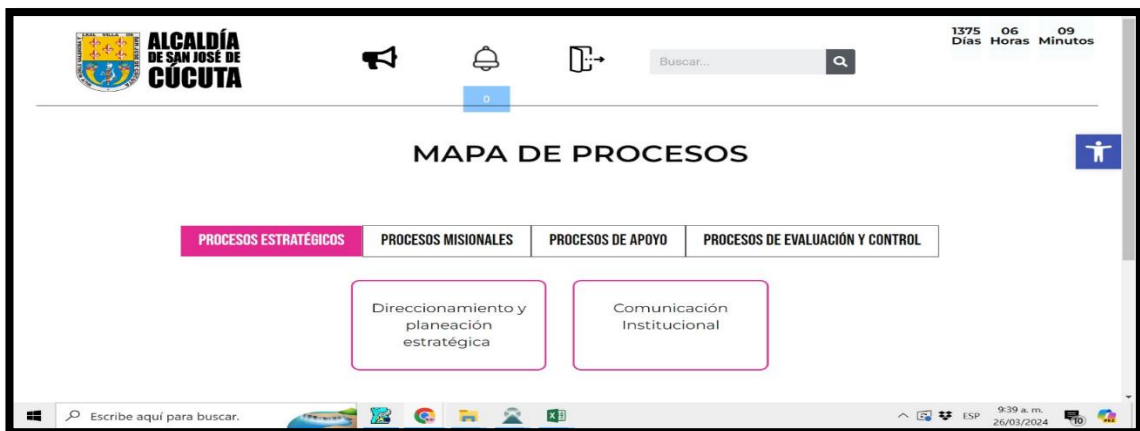 ALCALDÍA
DE SAN JOSÉ DE
CÚCUTA
Buscar...
1375 06 09
Días Horas Minutos
0
MAPA DE PROCESOS
PROCESOS ESTRATÉGICOS
PROCESOS MISIONALES
PROCESOS DE APOYO
PROCESOS DE EVALUACIÓN Y CONTROL
Direccionamiento y
planeación
estratégica
Comunicación
Institucional
Escribe aquí para buscar.
ESP
9:39 a. m.
26/03/2024
10